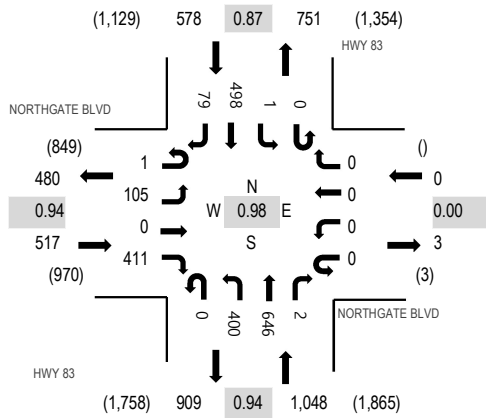 (1,129) 578 0.87 751 (1,354)
HWY 83
79 498 1 0
NORTHGATE BLVD
(849) ()
480 1 0 0
105 0
N
0.94 W 0.98 E 0.00
S
517 0 0 3
411 0
(970) (3)
0 400 646 2
NORTHGATE BLVD
HWY 83
(1,758) 909 0.94 1,048 (1,865)